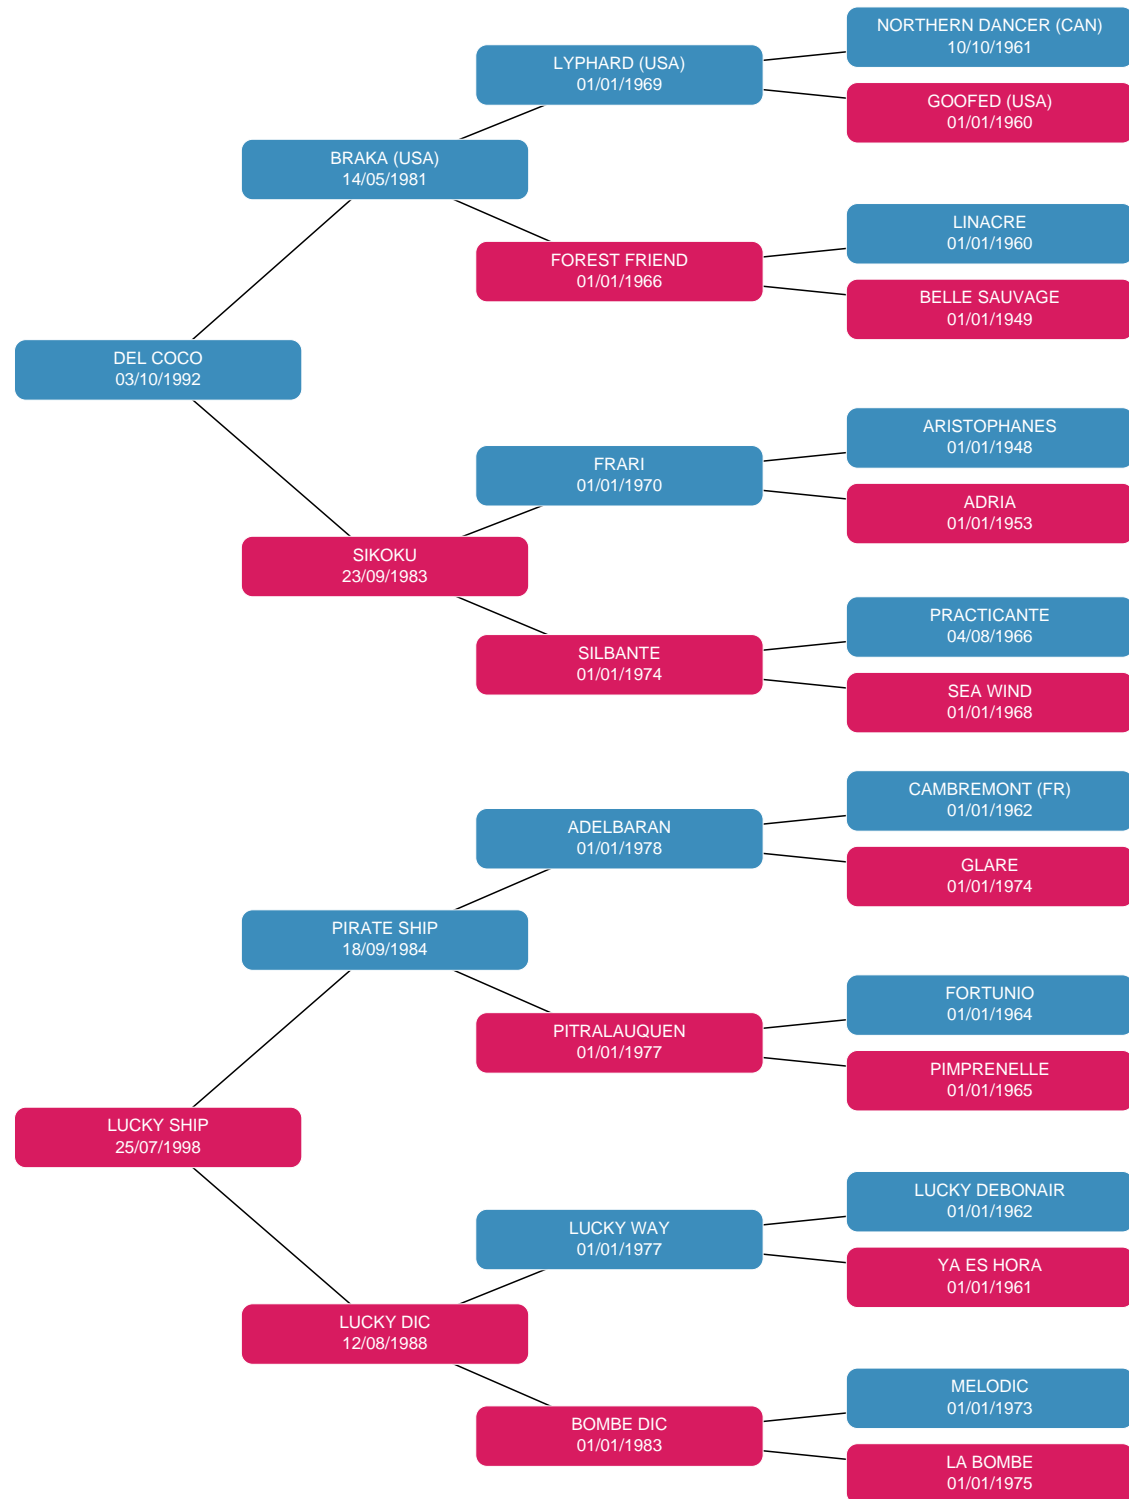 NORTHERN DANCER (CAN)
10/10/1961
LYPHARD (USA)
01/01/1969
GOOFED (USA)
01/01/1960
BRAKA (USA)
14/05/1981
LINACRE
01/01/1960
FOREST FRIEND
01/01/1966
BELLE SAUVAGE
01/01/1949
DEL COCO
03/10/1992
ARISTOPHANES
01/01/1948
FRARI
01/01/1970
ADRIA
01/01/1953
SIKOKU
23/09/1983
PRACTICANTE
04/08/1966
SILBANTE
01/01/1974
SEA WIND
01/01/1968
CAMBREMONT (FR)
01/01/1962
ADELBARAN
01/01/1978
GLARE
01/01/1974
PIRATE SHIP
18/09/1984
FORTUNIO
01/01/1964
PITRALAUQUEN
01/01/1977
PIMPRENELLE
01/01/1965
LUCKY SHIP
25/07/1998
LUCKY DEBONAIR
01/01/1962
LUCKY WAY
01/01/1977
YA ES HORA
01/01/1961
LUCKY DIC
12/08/1988
MELODIC
01/01/1973
BOMBE DIC
01/01/1983
LA BOMBE
01/01/1975